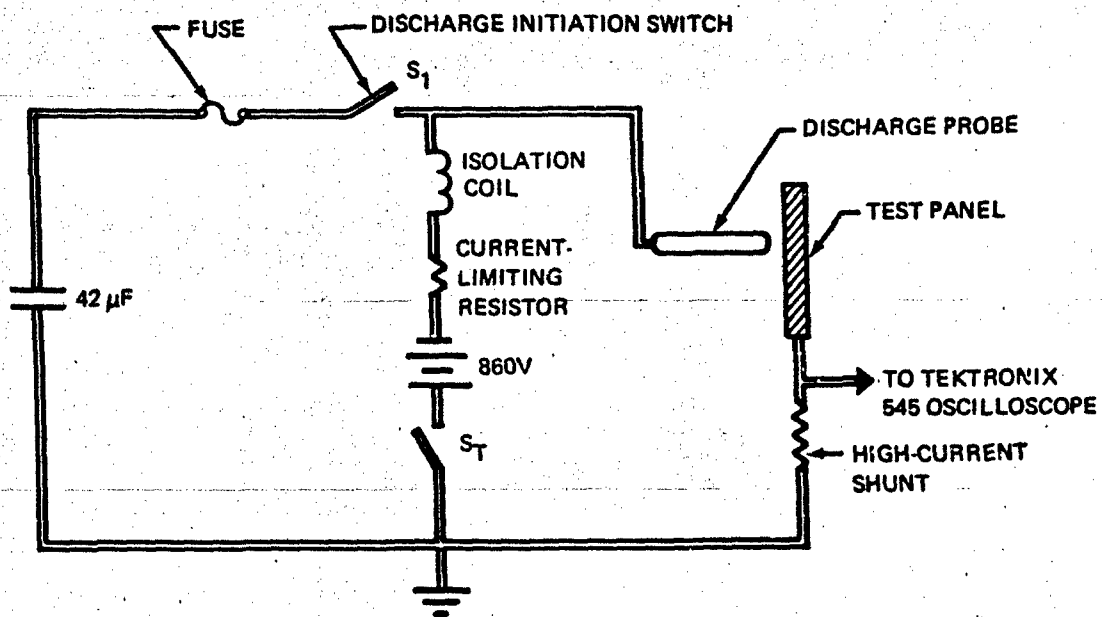 FUSE
DISCHARGE INITIATION SWITCH
S1
DISCHARGE PROBE
ISOLATION
COIL
TEST PANEL
CURRENT-
LIMITING
RESISTOR
42 μF
860V
TO TEKTRONIX
545 OSCILLOSCOPE
ST
HIGH-CURRENT
SHUNT